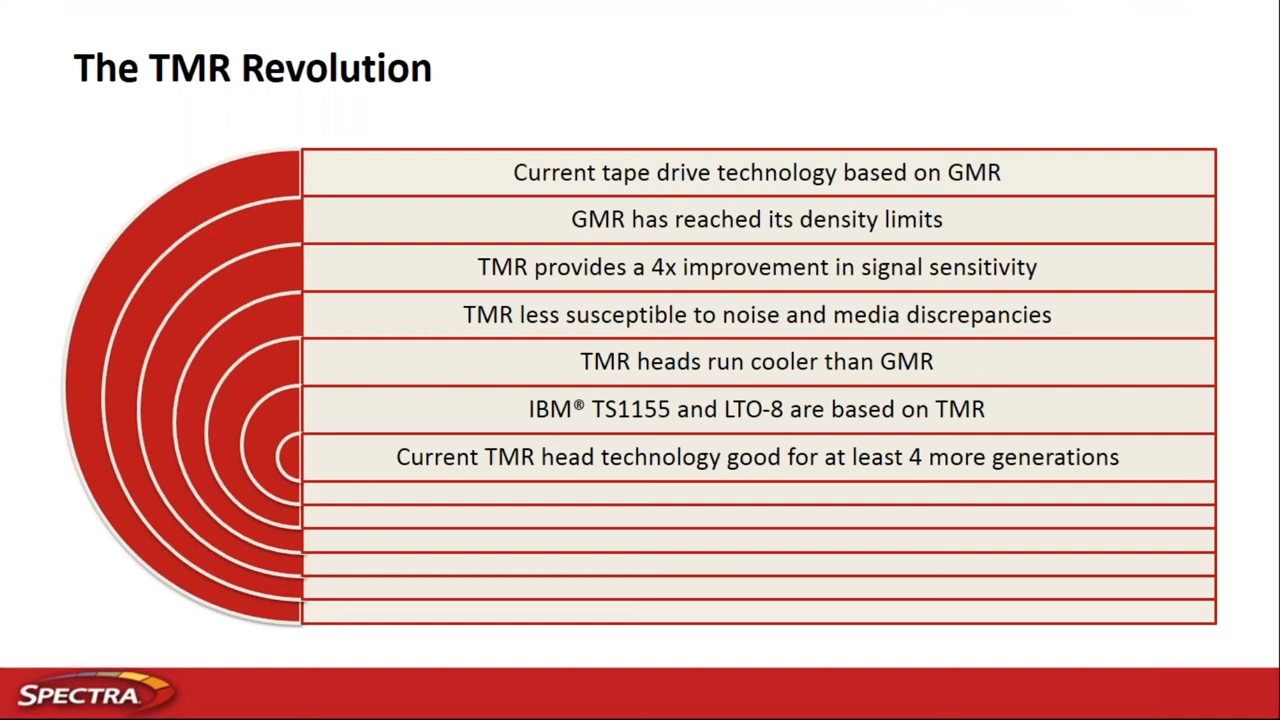 The TMR Revolution
Current tape drive technology based on GMR
GMR has reached its density limits
TMR provides a 4x improvement in signal sensitivity
TMR less susceptible to noise and media discrepancies
TMR heads run cooler than GMR
IBM® TS1155 and LTO-8 are based on TMR
Current TMR head technology good for at least 4 more generations
SPECTRA